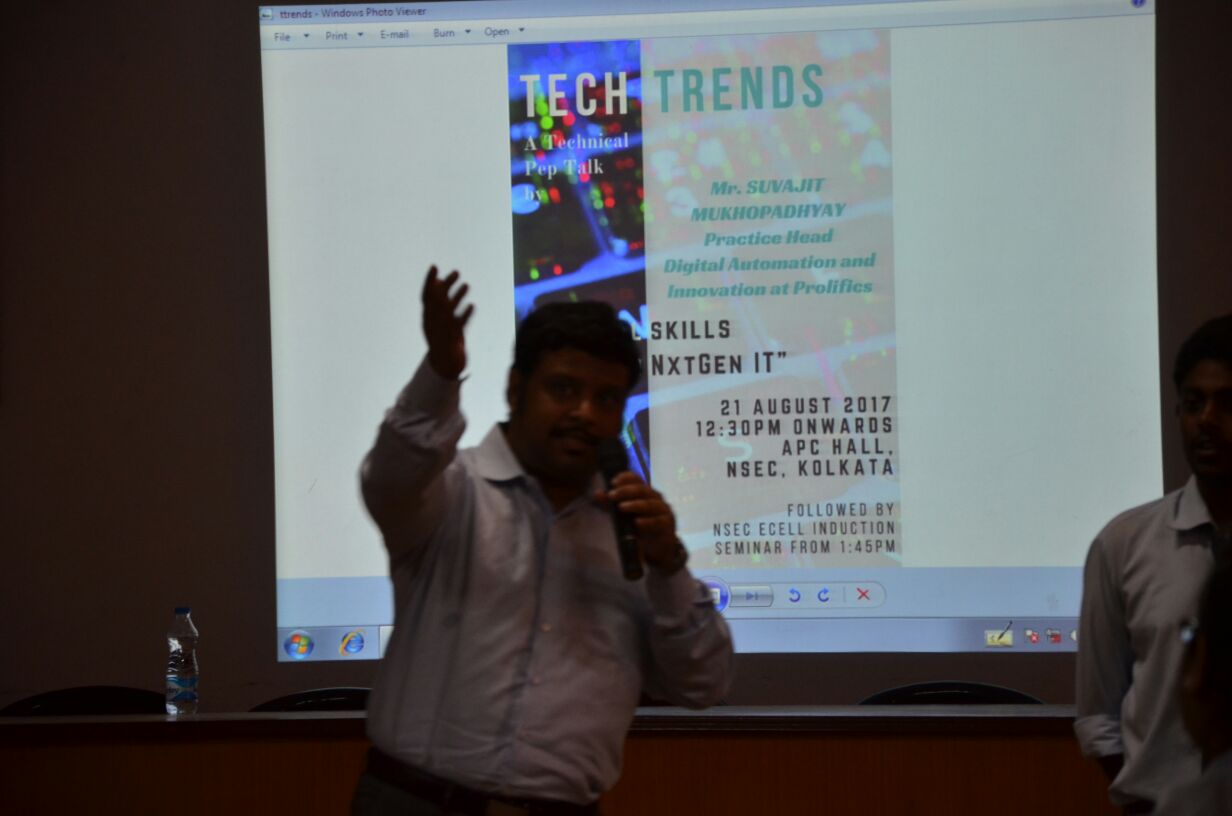 ttrends - Windows Photo Viewer
File Print E-mail Burn Open
TECH TRENDS
A Technical
Pep Talk
by
Mr. SUVAJIT
MUKHOPADHYAY
Practice Head
Digital Automation and
Innovation at Prolifics
SKILLS
NXTGEN IT"
21 AUGUST 2017
12:30PM ONWARDS
APC HALL,
NSEC, KOLKATA
FOLLOWED BY
NSEC ECELL INDUCTION
SEMINAR FROM 1:45PM